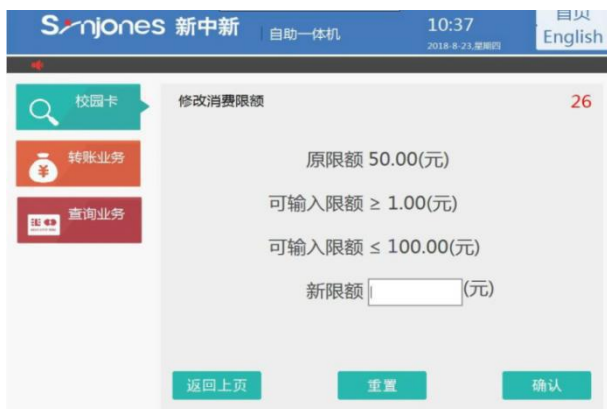 Synjones 新中新 自助一体机 10:37 首页
2018-8-23,星期四 English
校园卡 修改消费限额 26
转账业务 原限额 50.00(元)
查询业务 可输入限额 ≥ 1.00(元)
可输入限额 ≤ 100.00(元)
新限额 (元)
返回上页 重置 确认